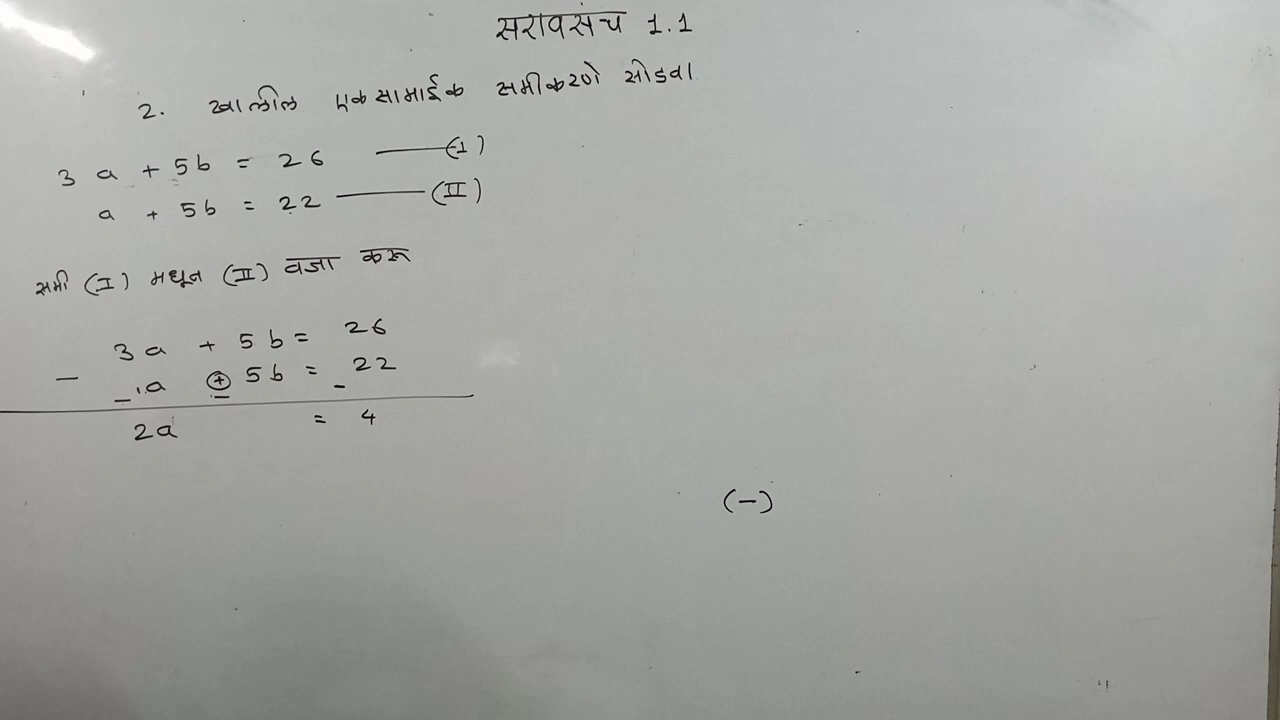 सरावसंच 1.1
2. खालील एकसामाईक समीकरणे सोडवा
3a + 5b = 26 —— (I)
a + 5b = 22 —— (II)
समी (I) मधून (II) वजा करू
3a + 5b = 26
- a + 5b = 22
- - -
2a = 4
(-)